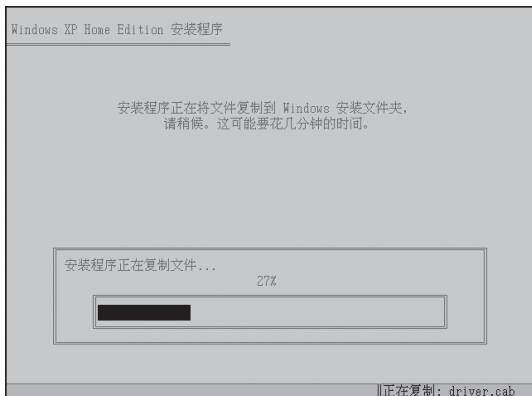 Windows XP Home Edition 安装程序
安装程序正在将文件复制到 Windows 安装文件夹,
请稍候。这可能要花几分钟的时间。
安装程序正在复制文件...
27%
正在复制: driver.cab